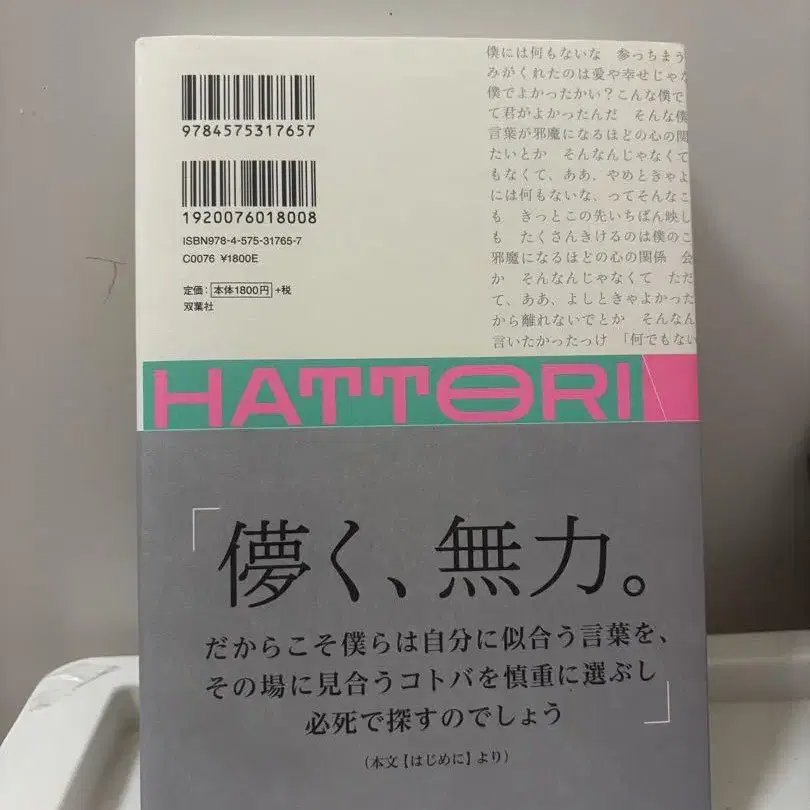 9784575317657
1920076018008
ISBN978-4-575-31765-7
C0076 ¥1800E
定価：本体1800円+税
双葉社
僕には何もないな　参っちまう
みがくれたのは愛や幸せじゃな
僕でよかったかい？こんな僕で
て君がよかったんだ　そんな僕
言葉が邪魔になるほどの心の関
たいとか　そんなんじゃなくて
もなくて、ああ、やめときゃよ
には何もないな、ってそんなこ
も　きっとこの先いちばん映し
も　たくさんきけるのは僕のこ
邪魔になるほどの心の関係　会
か　そんなんじゃなくて　ただ
て、ああ、よしときゃよかった
から離れないでとか　そんなん
言いたかったっけ　「何でもない
HATTORI
「儚く、無力。
だからこそ僕らは自分に似合う言葉を、
その場に見合うコトバを慎重に選ぶし
必死で探すのでしょう」
（本文【はじめに】より）